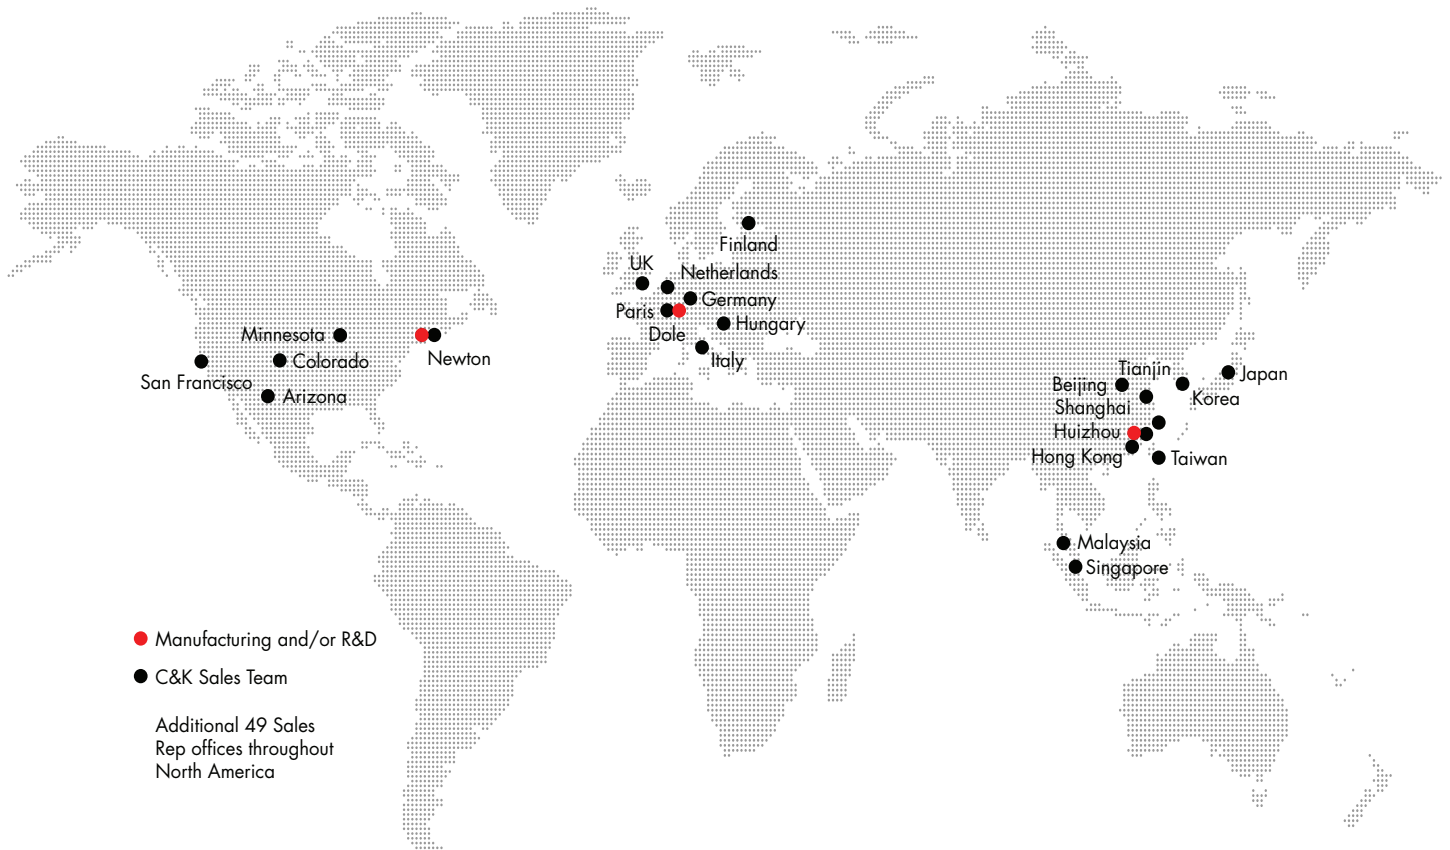 Finland
UK
Netherlands
Germany
Paris
Hungary
Dole
Italy
Minnesota
Newton
Colorado
San Francisco
Arizona
Tianjin
Japan
Beijing
Korea
Shanghai
Huizhou
Hong Kong
Taiwan
Malaysia
Singapore
Manufacturing and/or R&D
C&K Sales Team
Additional 49 Sales
Rep offices throughout
North America